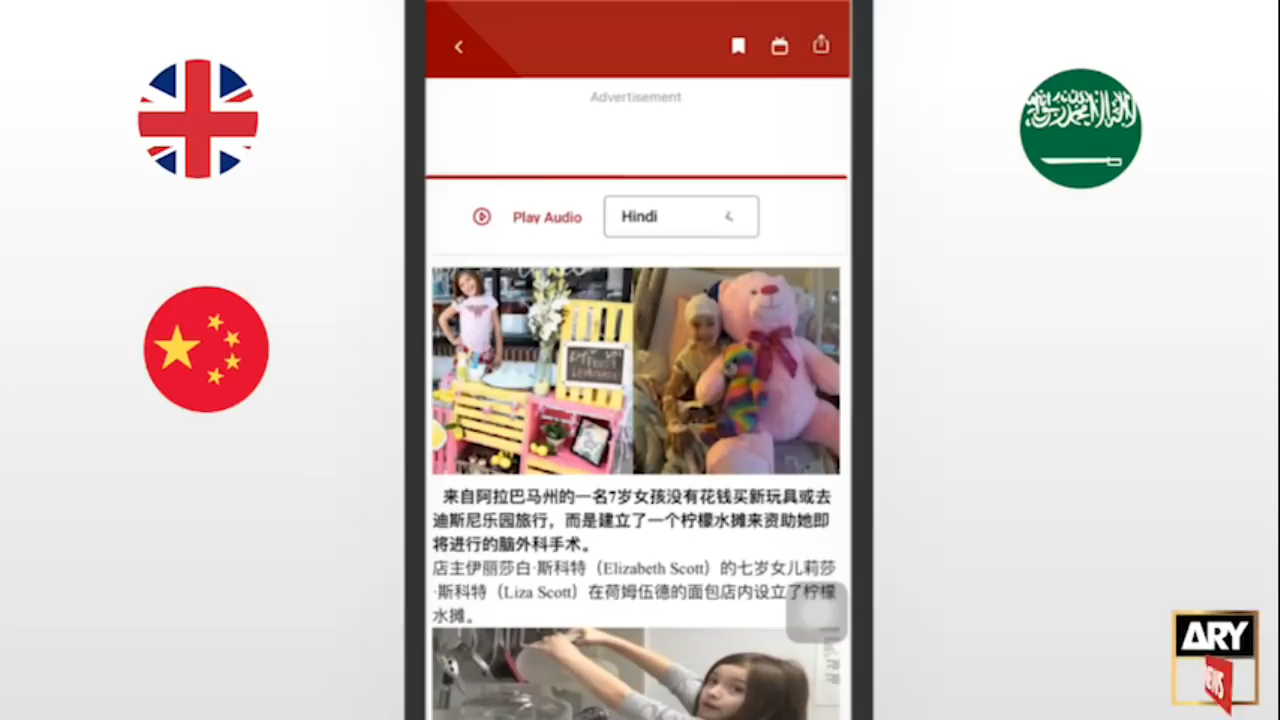 Advertisement
Play Audio
Hindi
来自阿拉巴马州的一名7岁女孩没有花钱买新玩具或去
迪斯尼乐园旅行，而是建立了一个柠檬水摊来资助她即
将进行的脑外科手术。
店主伊丽莎白·斯科特（Elizabeth Scott）的七岁女儿莉莎
·斯科特（Liza Scott）在荷姆伍德的面包店内设立了柠檬
水摊。
ARY
NEWS